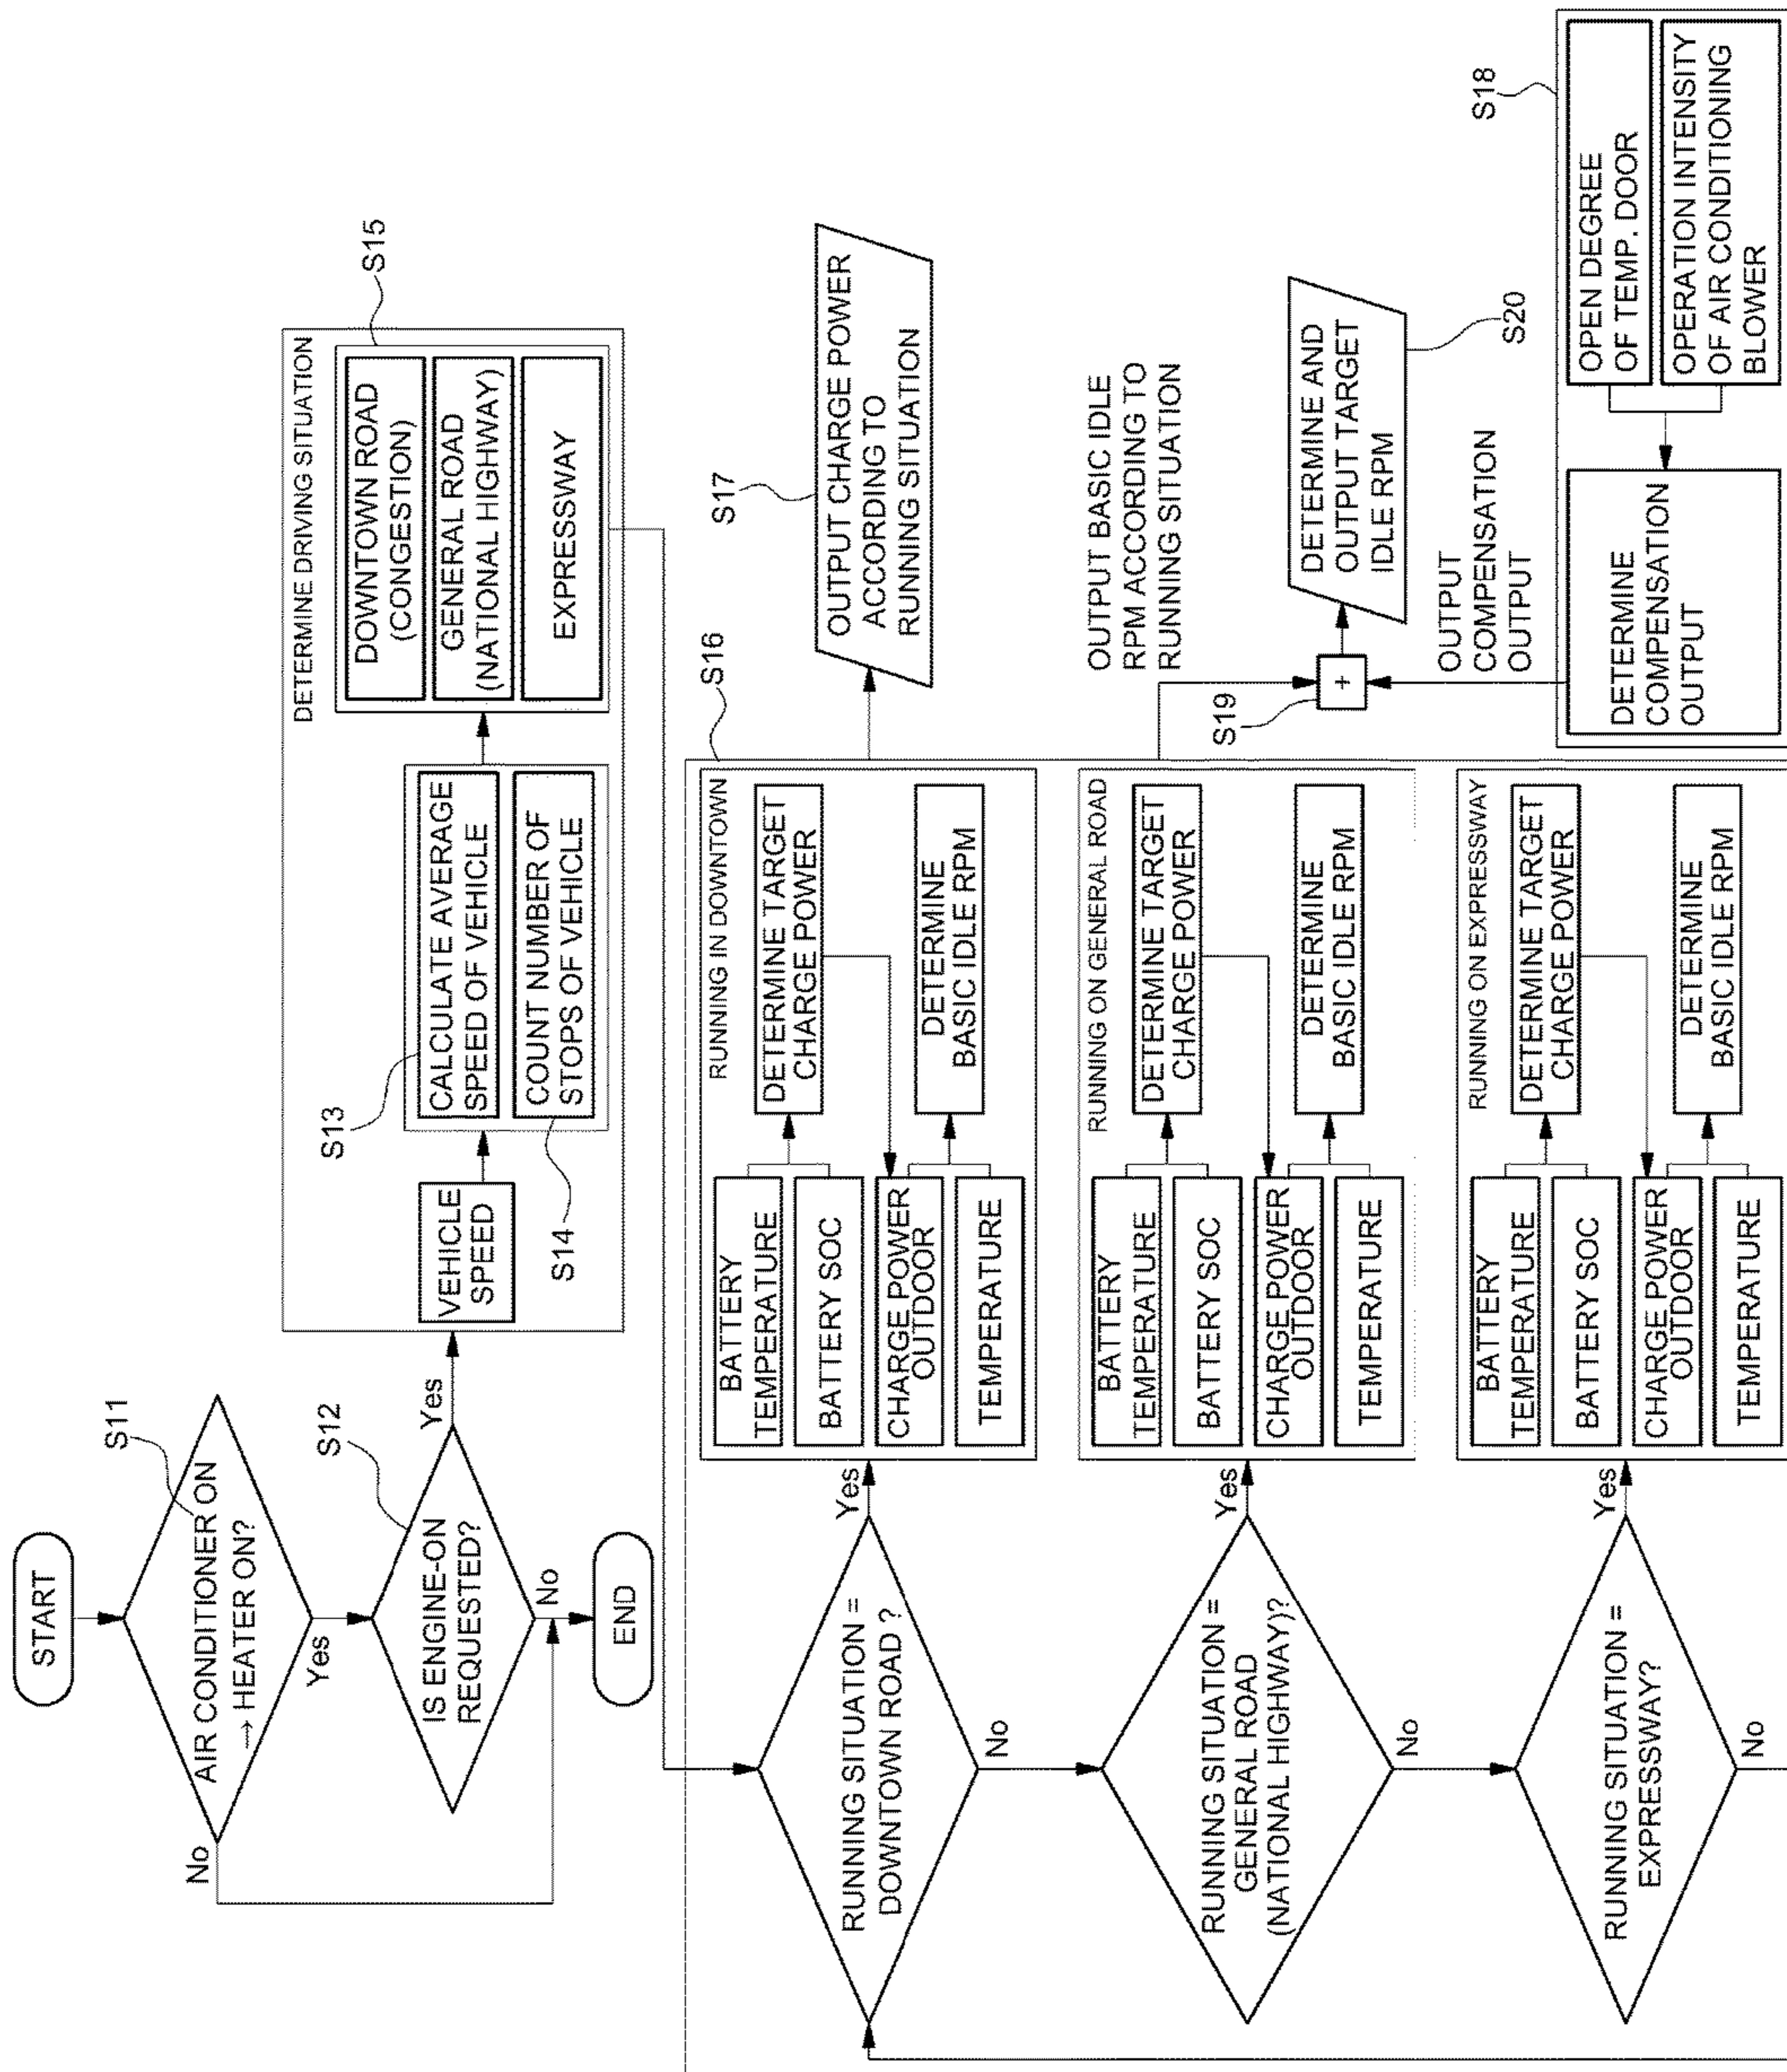 START
S11
AIR CONDITIONER ON
→ HEATER ON?
No
Yes
S12
IS ENGINE-ON
REQUESTED?
Yes
No
END
DETERMINE DRIVING SITUATION
VEHICLE
SPEED
S13
CALCULATE AVERAGE
SPEED OF VEHICLE
S14
COUNT NUMBER OF
STOPS OF VEHICLE
S15
DOWNTOWN ROAD
(CONGESTION)
GENERAL ROAD
(NATIONAL HIGHWAY)
EXPRESSWAY
S16
RUNNING SITUATION =
DOWNTOWN ROAD ?
Yes
No
RUNNING IN DOWNTOWN
BATTERY
TEMPERATURE
BATTERY SOC
CHARGE POWER
OUTDOOR
TEMPERATURE
DETERMINE TARGET
CHARGE POWER
DETERMINE
BASIC IDLE RPM
S17
OUTPUT CHARGE POWER
ACCORDING TO
RUNNING SITUATION
RUNNING SITUATION =
GENERAL ROAD
(NATIONAL HIGHWAY)?
Yes
No
RUNNING ON GENERAL ROAD
BATTERY
TEMPERATURE
BATTERY SOC
CHARGE POWER
OUTDOOR
TEMPERATURE
DETERMINE TARGET
CHARGE POWER
DETERMINE
BASIC IDLE RPM
OUTPUT BASIC IDLE
RPM ACCORDING TO
RUNNING SITUATION
S19
+
DETERMINE AND
OUTPUT TARGET
IDLE RPM
S20
OUTPUT
COMPENSATION
OUTPUT
RUNNING SITUATION =
EXPRESSWAY?
Yes
No
RUNNING ON EXPRESSWAY
BATTERY
TEMPERATURE
BATTERY SOC
CHARGE POWER
OUTDOOR
TEMPERATURE
DETERMINE TARGET
CHARGE POWER
DETERMINE
BASIC IDLE RPM
S18
DETERMINE
COMPENSATION
OUTPUT
OPEN DEGREE
OF TEMP. DOOR
OPERATION INTENSITY
OF AIR CONDITIONING
BLOWER